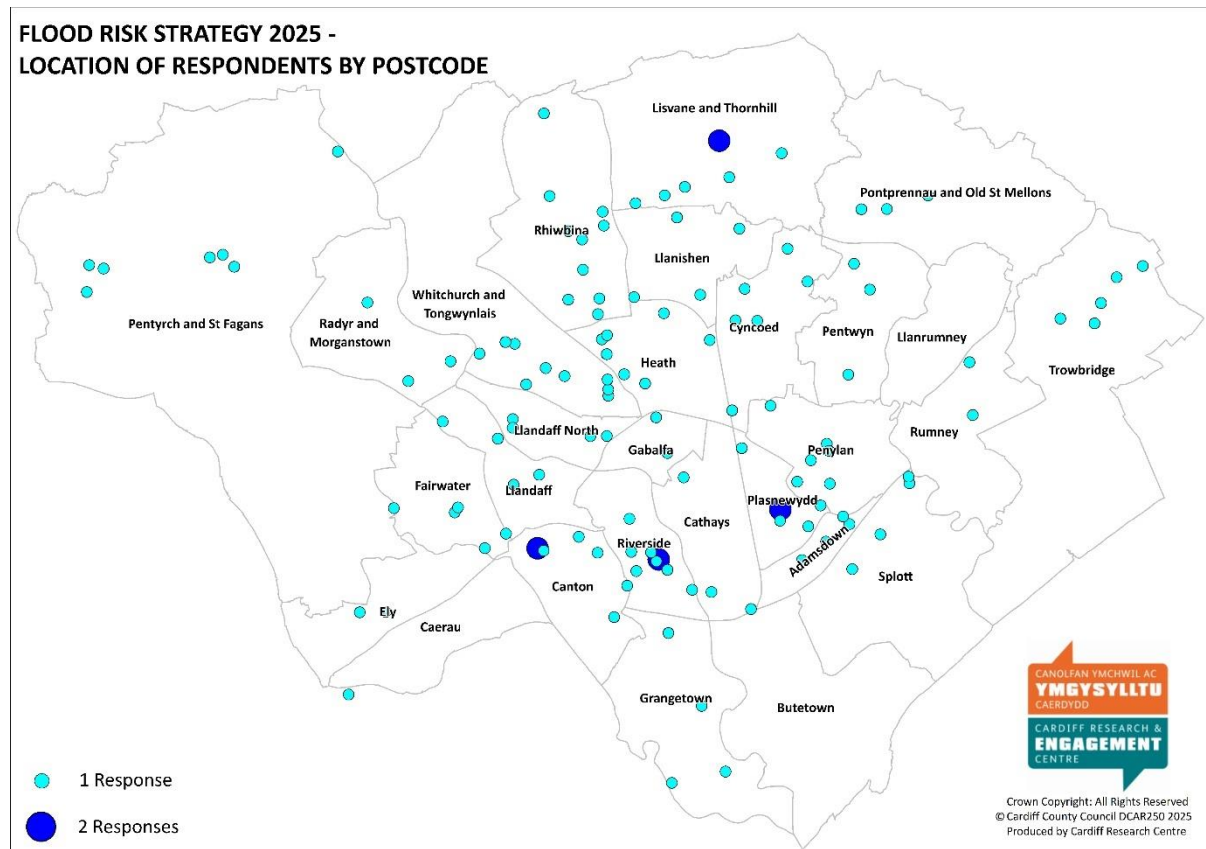 FLOOD RISK STRATEGY 2025 -
LOCATION OF RESPONDENTS BY POSTCODE
Lisvane and Thornhill
Pontprennau and Old St Mellons
Rhiwbina
Llanishen
Whitchurch and
Tongwynlais
Pentyrch and St Fagans
Radyr and
Morganstown
Cyncoed
Pentwyn
Llanrumney
Heath
Trowbridge
Llandaff North
Rumney
Gabalfa
Penylan
Fairwater
Llandaff
Plasnewydd
Cathays
Riverside
Adamsdown
Splott
Canton
Ely
Caerau
Grangetown
Butetown
CANOLFAN YMCHWIL AC
YMGYSYLLTU
CAERDYDD
CARDIFF RESEARCH &
ENGAGEMENT
CENTRE
1 Response
2 Responses
Crown Copyright: All Rights Reserved
© Cardiff County Council DCAR250 2025
Produced by Cardiff Research Centre